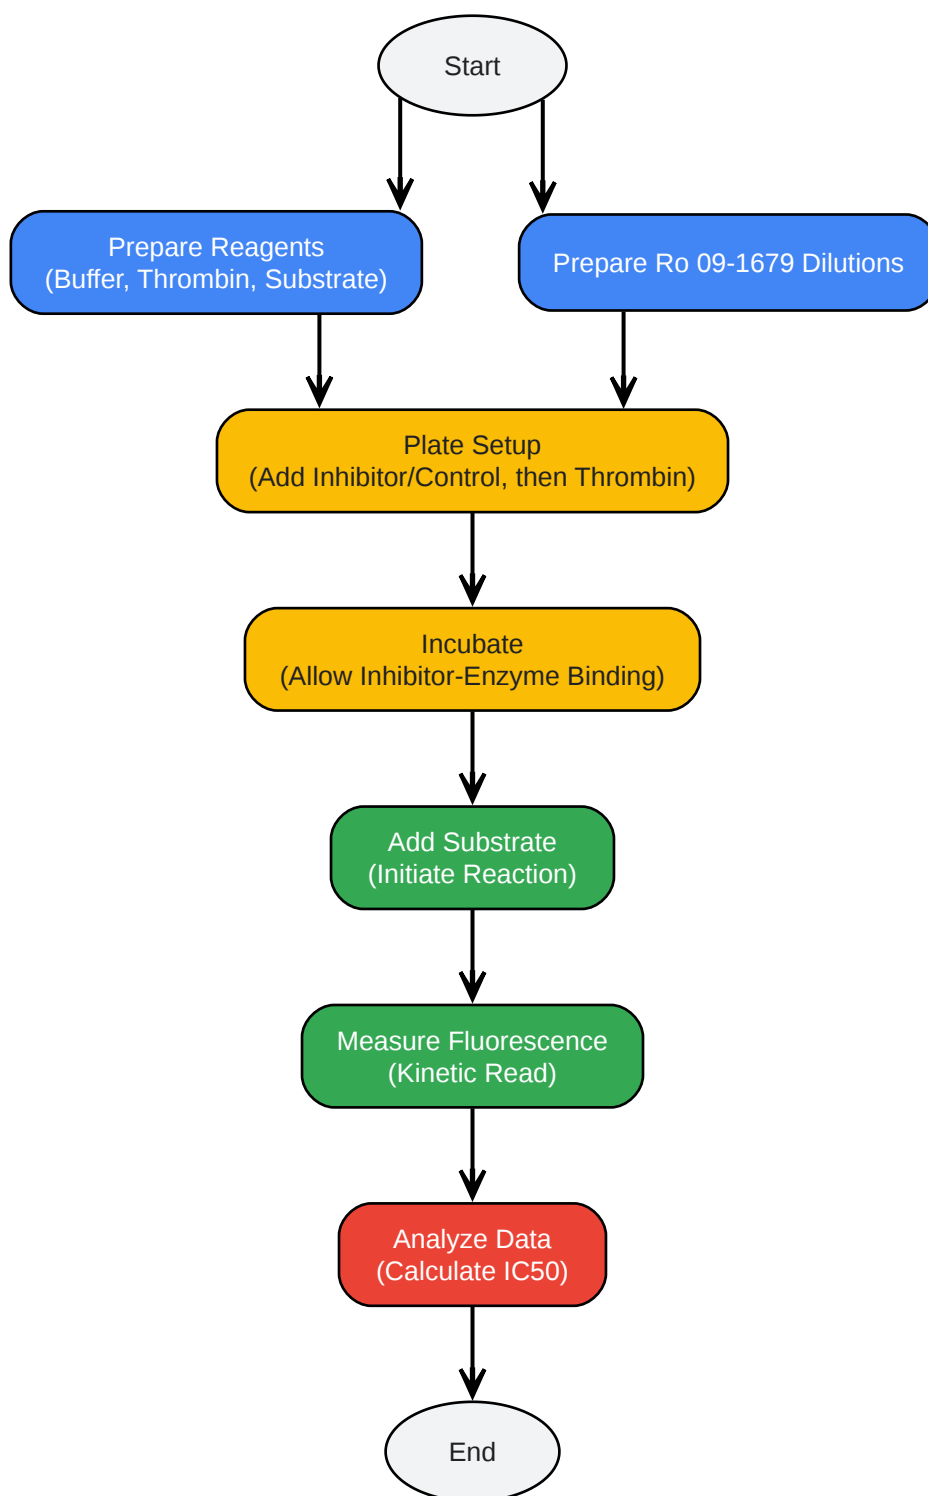 Start
Prepare Reagents
(Buffer, Thrombin, Substrate)
Prepare Ro 09-1679 Dilutions
Plate Setup
(Add Inhibitor/Control, then Thrombin)
Incubate
(Allow Inhibitor-Enzyme Binding)
Add Substrate
(Initiate Reaction)
Measure Fluorescence
(Kinetic Read)
Analyze Data
(Calculate IC50)
End